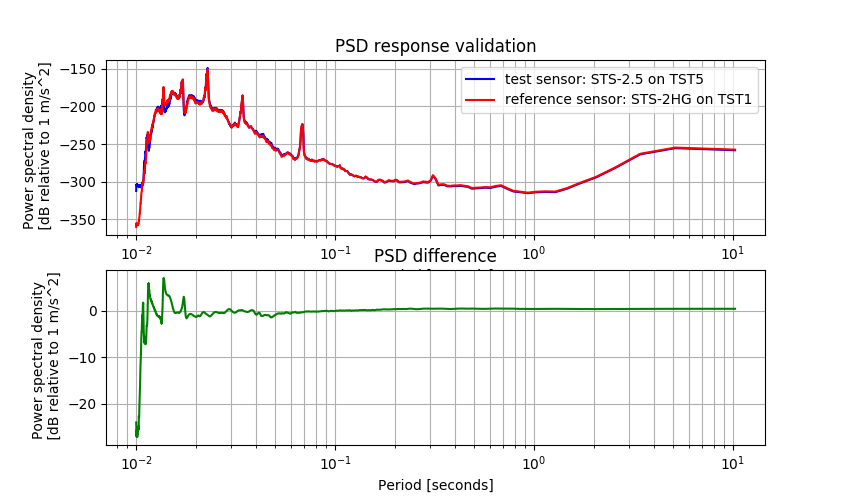 PSD response validation
Power spectral density
[dB relative to 1 m/s^2]
−150
−200
−250
−300
−350
test sensor: STS-2.5 on TST5
reference sensor: STS-2HG on TST1
10−2
10−1
100
101
PSD difference
Power spectral density
[dB relative to 1 m/s^2]
0
−10
−20
10−2
10−1
100
101
Period [seconds]